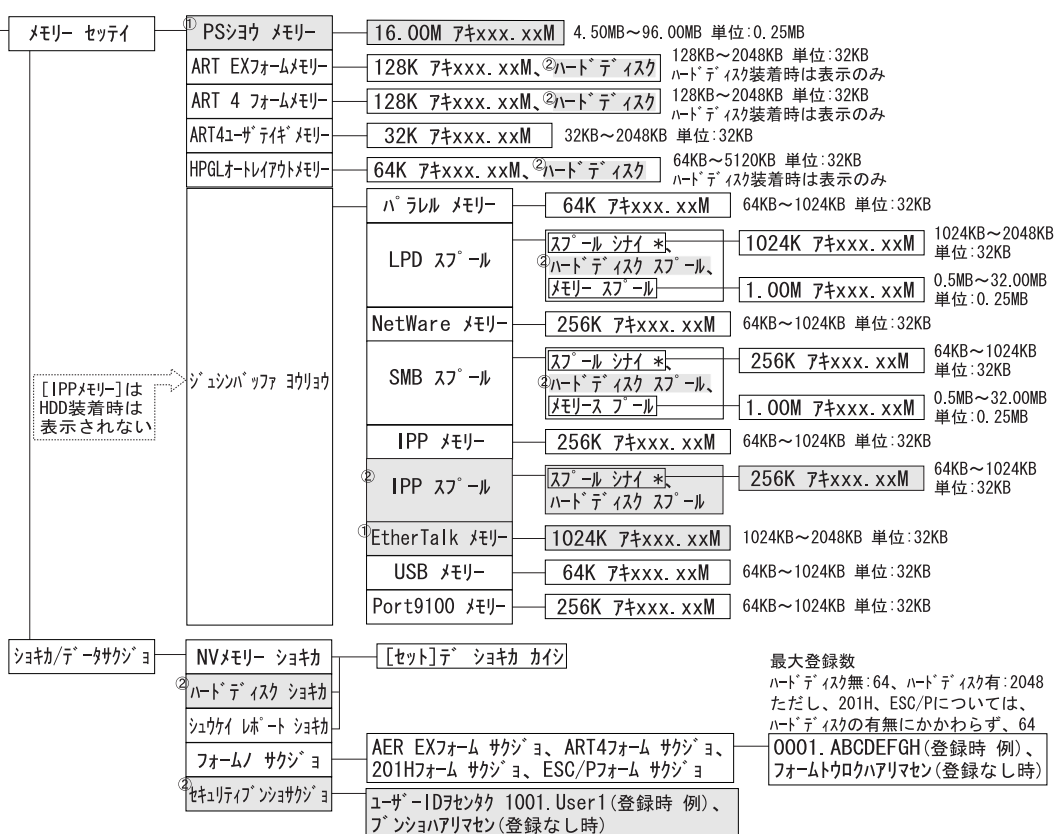 メモリー セッテイ
①PSショウ メモリー
16.00M アキxxx.xxM
4.50MB～96.00MB 単位:0.25MB
ART EXフォームメモリー
128K アキxxx.xxM、②ハードディスク
128KB～2048KB 単位:32KB
ハードディスク装着時は表示のみ
ART 4 フォームメモリー
128K アキxxx.xxM、②ハードディスク
128KB～2048KB 単位:32KB
ハードディスク装着時は表示のみ
ART4ユーザテイギメモリー
32K アキxxx.xxM
32KB～2048KB 単位:32KB
HPGLオートレイアウトメモリー
64K アキxxx.xxM、②ハードディスク
64KB～5120KB 単位:32KB
ハードディスク装着時は表示のみ
[IPPメモリー]は
HDD装着時は
表示されない
ジュシンバッファ ヨウリョウ
パラレル メモリー
64K アキxxx.xxM
64KB～1024KB 単位:32KB
LPD スプール
スプール シナイ *、
②ハードディスク スプール、
メモリー スプール
1024K アキxxx.xxM
1024KB～2048KB
単位:32KB
1.00M アキxxx.xxM
0.5MB～32.00MB
単位:0.25MB
NetWare メモリー
256K アキxxx.xxM
64KB～1024KB 単位:32KB
SMB スプール
スプール シナイ *、
②ハードディスク スプール、
メモリース プール
256K アキxxx.xxM
64KB～1024KB
単位:32KB
1.00M アキxxx.xxM
0.5MB～32.00MB
単位:0.25MB
IPP メモリー
256K アキxxx.xxM
64KB～1024KB 単位:32KB
②IPP スプール
スプール シナイ *、
ハードディスク スプール
256K アキxxx.xxM
64KB～1024KB
単位:32KB
①EtherTalk メモリー
1024K アキxxx.xxM
1024KB～2048KB 単位:32KB
USB メモリー
64K アキxxx.xxM
64KB～1024KB 単位:32KB
Port9100 メモリー
256K アキxxx.xxM
64KB～1024KB 単位:32KB
ショキカ/データサクジョ
NVメモリー ショキカ
[セット]デ ショキカ カイシ
②ハードディスク ショキカ
シュウケイ レポート ショキカ
フォームノ サクジョ
AER EXフォーム サクジョ、ART4フォーム サクジョ、
201Hフォーム サクジョ、ESC/Pフォーム サクジョ
最大登録数
ハードディスク無:64、ハードディスク有:2048
ただし、201H、ESC/Pについては、
ハードディスクの有無にかかわらず、64
0001.ABCDEFGH(登録時 例)、
フォームトウロクハアリマセン(登録なし時)
②セキュリティブンショサクジョ
ユーザーIDヲセンタク 1001.User1(登録時 例)、
ブンショハアリマセン(登録なし時)